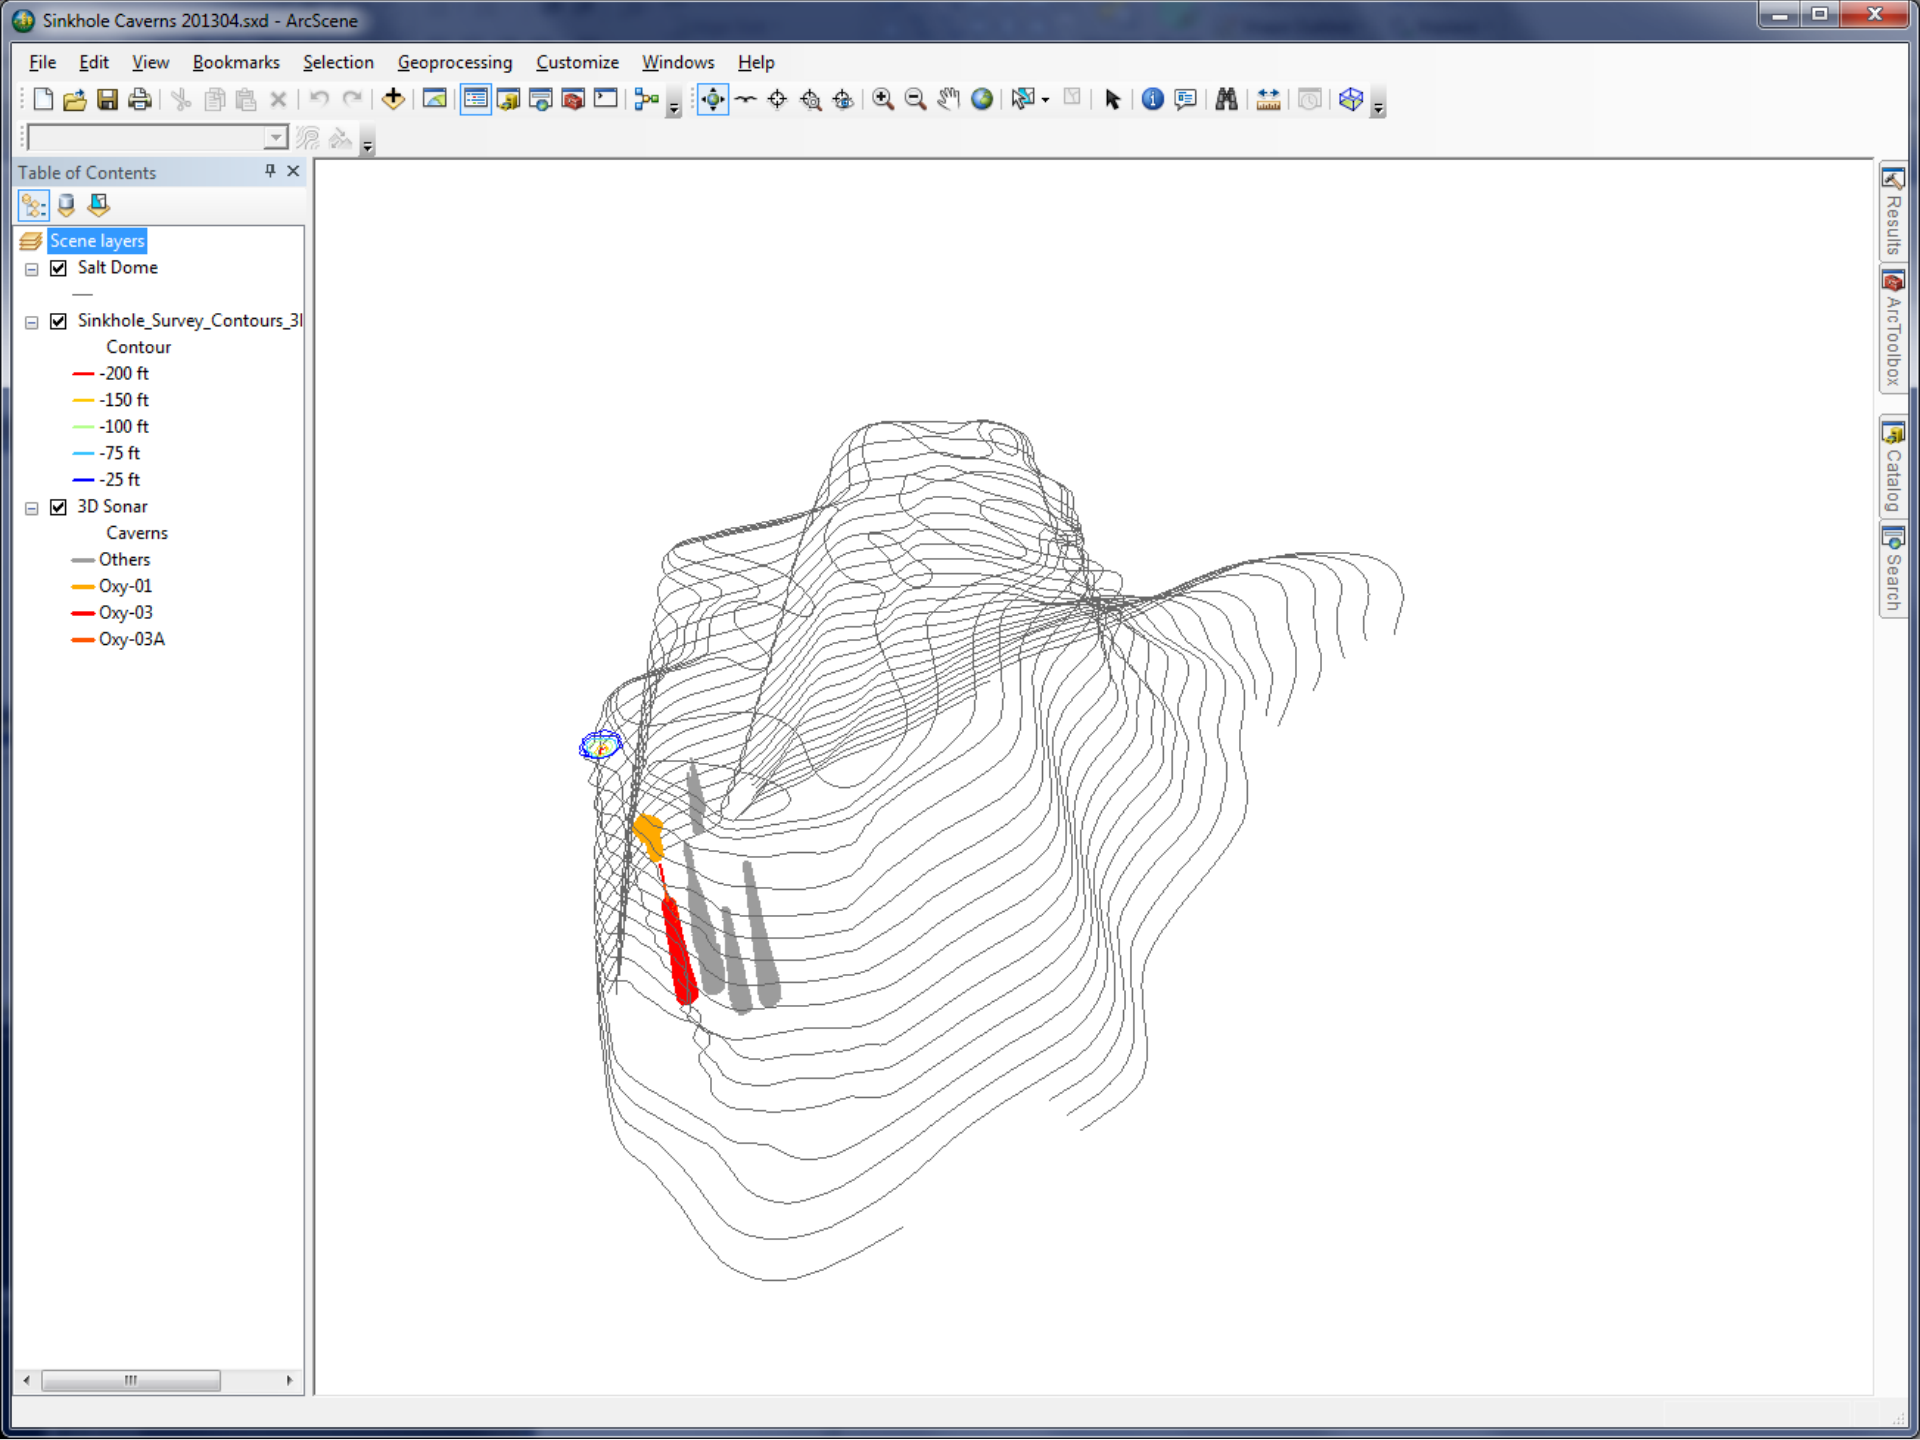 Sinkhole Caverns 201304.sxd - ArcScene
File Edit View Bookmarks Selection Geoprocessing Customize Windows Help
Table of Contents
Scene layers
Salt Dome
Sinkhole_Survey_Contours_3
Contour
-200 ft
-150 ft
-100 ft
-75 ft
-25 ft
3D Sonar
Caverns
Others
Oxy-01
Oxy-03
Oxy-03A
Results
ArcToolbox
Catalog
Search